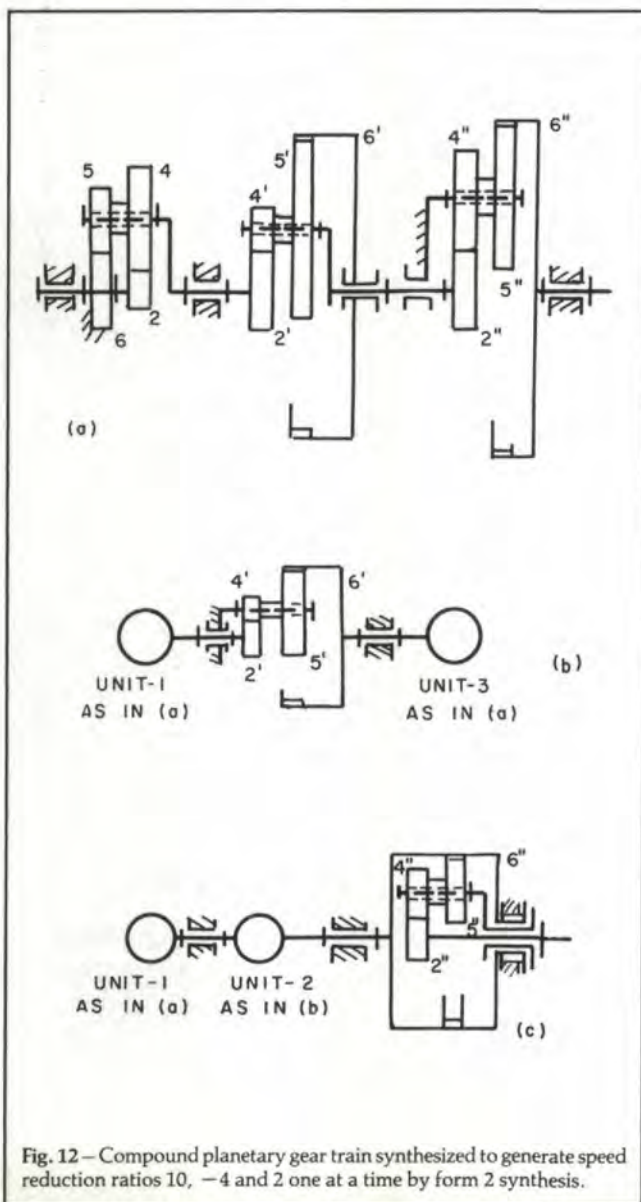 6'
6"
5
4
5'
4"
4'
2
6
2'
2"
5"
(a)
4'
6'
2'
5'
(b)
UNIT-1
AS IN (a)
UNIT-3
AS IN (a)
4"
6"
5"
2"
UNIT-1
AS IN (a)
UNIT-2
AS IN (b)
(c)
Fig. 12—Compound planetary gear train synthesized to generate speed
reduction ratios 10, −4 and 2 one at a time by form 2 synthesis.